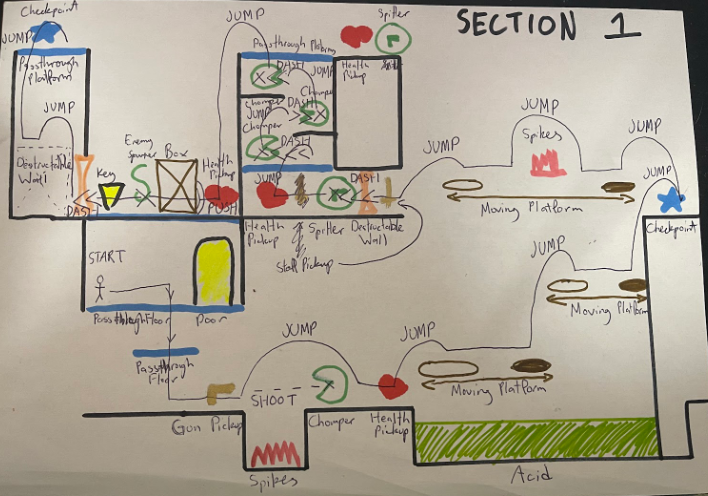 SECTION 1
Checkpoint
JUMP
Passthrough
Platform
JUMP
Destructable
Wall
DASH
Key
Enemy
Spawner
Box
Health
Pickup
PUSH
JUMP
Passthrough Platform
DASH
JUMP
Chomper
Chomper
JUMP
DASH
Chomper
DASH
JUMP
Spitter
Health
Pickup
Health
Pickup
Spitter
DASH
Destructable
Wall
Staff Pickup
JUMP
JUMP
Spikes
JUMP
Moving Platform
JUMP
Checkpoint
START
Passthrough Floor
Door
Passthrough
Floor
Gun Pickup
SHOOT
JUMP
Chomper
Spikes
JUMP
Health
Pickup
Moving Platform
JUMP
Moving Platform
Acid